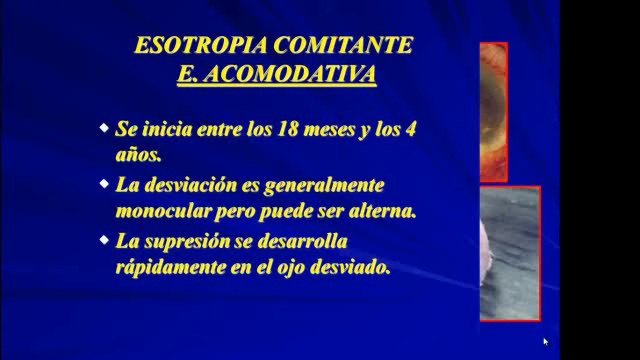 ESOTROPIA COMITANTE
E. ACOMODATIVA
Se inicia entre los 18 meses y los 4
años.
La desviación es generalmente
monocular pero puede ser alterna.
La supresión se desarrolla
rápidamente en el ojo desviado.